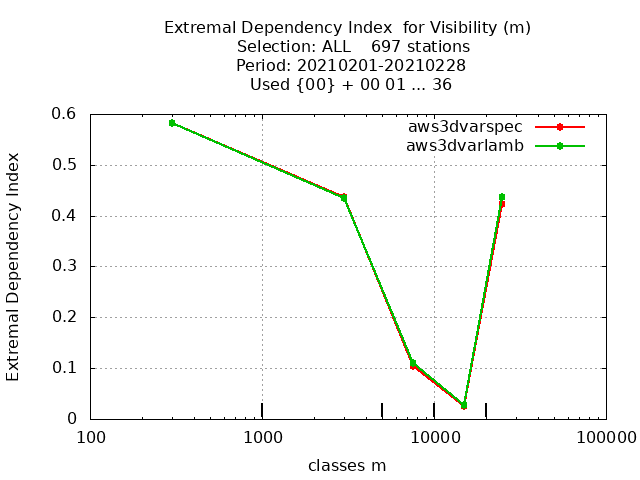 Extremal Dependency Index  for Visibility (m)
Selection: ALL    697 stations
Period: 20210201-20210228
Used {00} + 00 01 ... 36
aws3dvarspec
aws3dvarlamb
Extremal Dependency Index
0.6
0.5
0.4
0.3
0.2
0.1
0
100
1000
10000
100000
classes m